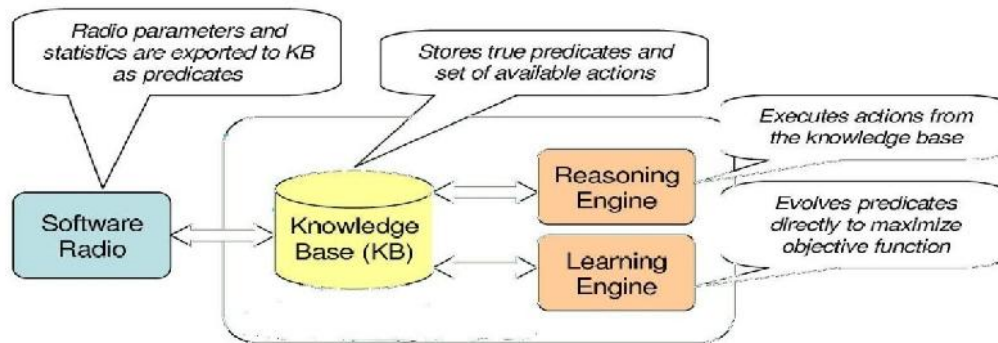 Radio parameters and
statistics are exported to KB
as predicates
Stores true predicates and
set of available actions
Executes actions from
the knowledge base
Software
Radio
Knowledge
Base (KB)
Reasoning
Engine
Evolves predicates
directly to maximize
objective function
Learning
Engine